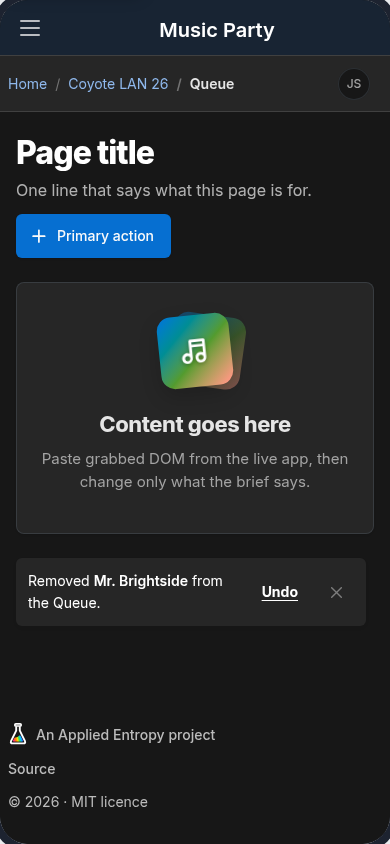 Music Party
Home / Coyote LAN 26 / Queue
JS
Page title
One line that says what this page is for.
Primary action
Content goes here
Paste grabbed DOM from the live app, then
change only what the brief says.
Removed Mr. Brightside from
the Queue.
Undo
An Applied Entropy project
Source
© 2026 · MIT licence